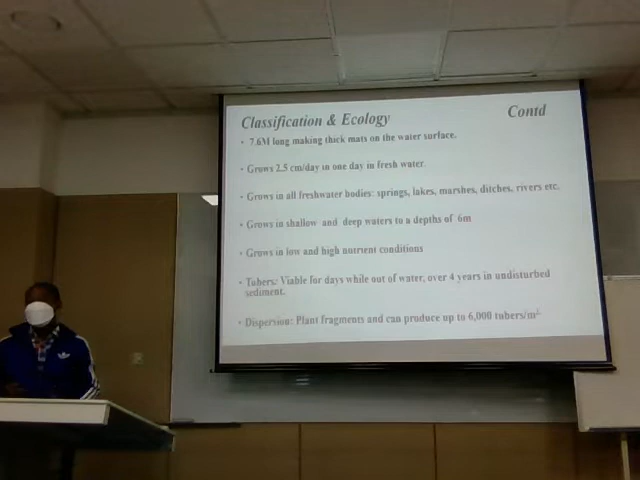 Classification & Ecology Contd
• 7.6M long making thick mats on the water surface.
• Grows 2.5 cm/day in one day in fresh water.
• Grows in all freshwater bodies: springs, lakes, marshes, ditches, rivers etc.
• Grows in shallow and deep waters to a depths of 6m
• Grows in low and high nutrient conditions
• Tubers: Viable for days while out of water, over 4 years in undisturbed
sediment.
• Dispersion: Plant fragments and can produce up to 6,000 tubers/m².